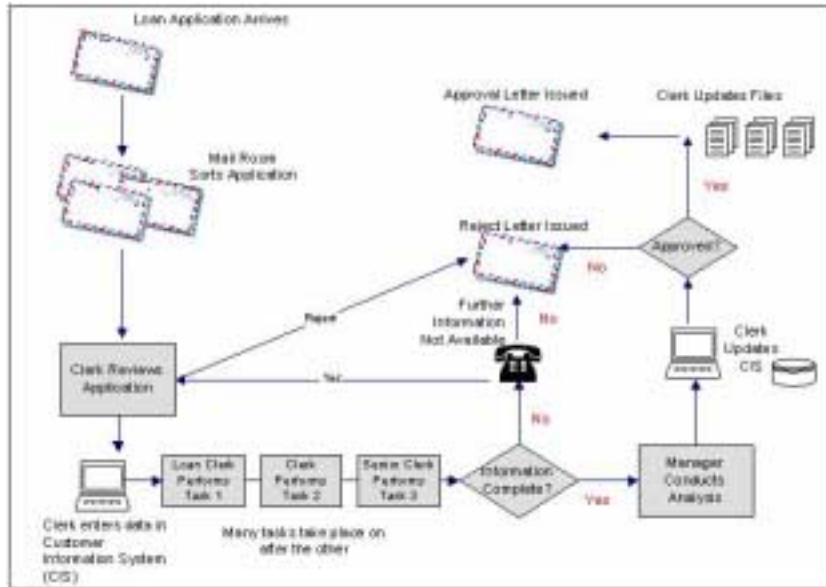 Loan Application Arrives
Approval Letter Issued
Clerk Updates Files
Mail Room
Sorts Application
Yes
Reject Letter Issued
Approved?
No
Further
Information
Not Available
No
Reject
Clerk
Updates
CIS
Clerk Reviews
Application
Yes
No
Loan Clerk
Performs
Task 1
Clerk
Performs
Task 2
Senior Clerk
Performs
Task 3
Information
Complete?
Yes
Manager
Conducts
Analysis
Clerk enters data in
Customer
Information System
(CIS)
Many tasks take place on
after the other